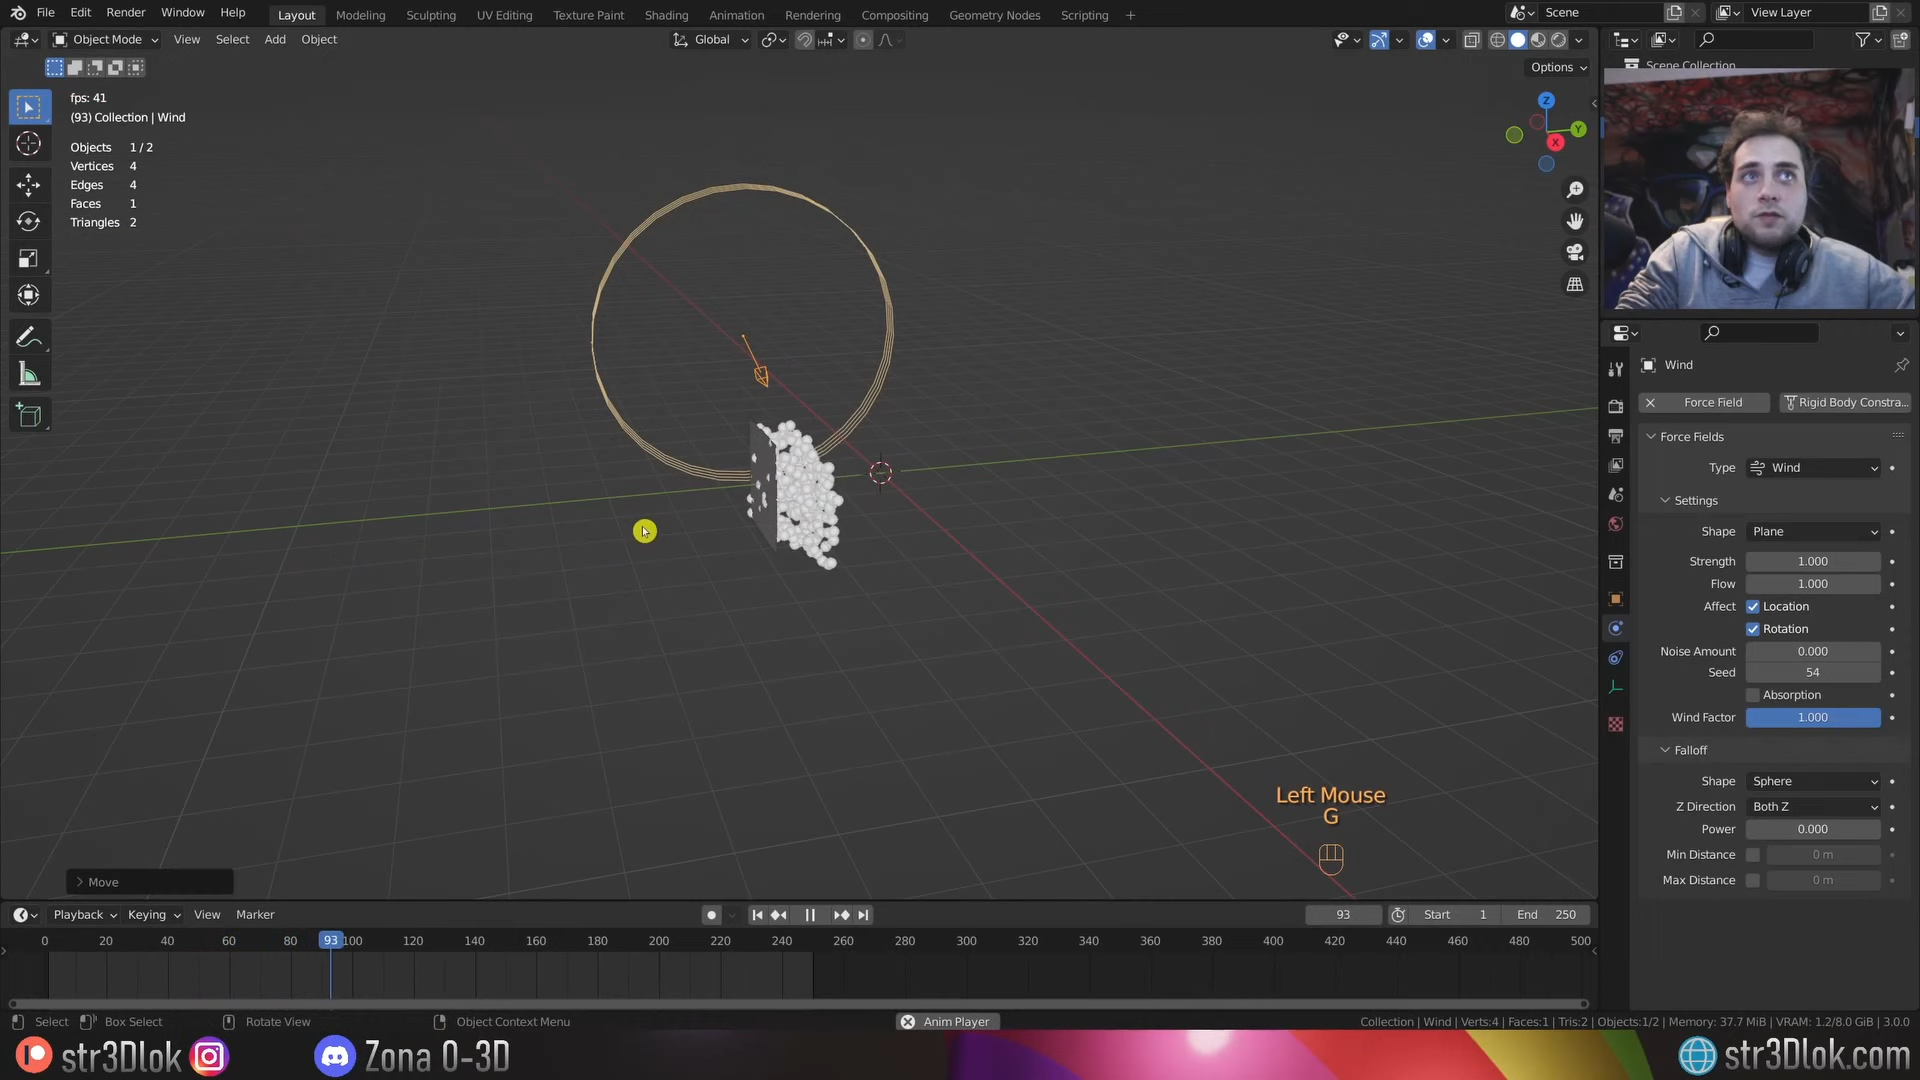 File Edit Render Window Help Layout Modeling Sculpting UV Editing Texture Paint Shading Animation Rendering Compositing Geometry Nodes Scripting Scene View Layer
Object Mode View Select Add Object Global
Options
Scene Collection
fps: 41
(93) Collection | Wind
Objects 1 / 2
Vertices 4
Edges 4
Faces 1
Triangles 2
Z
Y
X
Wind
Force Field Rigid Body Constra...
Force Fields
Type Wind
Settings
Shape Plane
Strength 1.000
Flow 1.000
Affect Location
Rotation
Noise Amount 0.000
Seed 54
Absorption
Wind Factor 1.000
Falloff
Shape Sphere
Z Direction Both Z
Power 0.000
Min Distance 0 m
Max Distance 0 m
Left Mouse
G
Move
Playback Keying View Marker 93 Start 1 End 250
0 20 40 60 80 93 100 120 140 160 180 200 220 240 260 280 300 320 340 360 380 400 420 440 460 480 500
Select Box Select Rotate View Object Context Menu Anim Player Collection | Wind | Verts:4 | Faces:1 | Tris:2 | Objects:1/2 | Memory: 37.7 MiB | VRAM: 1.2/8.0 GiB | 3.0.0
str3Dlok Zona 0-3D str3Dlok.com